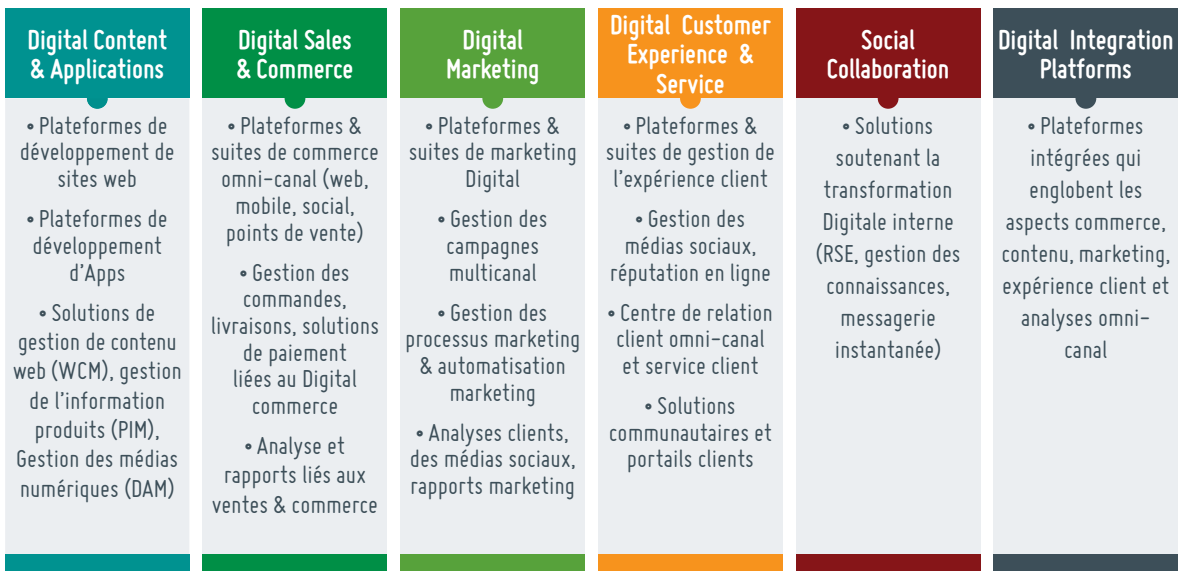 Digital Content
& Applications
• Plateformes de
développement de
sites web
• Plateformes de
développement
d'Apps
• Solutions de
gestion de contenu
web (WCM), gestion
de l'information
produits (PIM),
Gestion des médias
numériques (DAM)
Digital Sales
& Commerce
• Plateformes &
suites de commerce
omni-canal (web,
mobile, social,
points de vente)
• Gestion des
commandes,
livraisons, solutions
de paiement
liées au Digital
commerce
• Analyse et
rapports liés aux
ventes & commerce
Digital
Marketing
• Plateformes &
suites de marketing
Digital
• Gestion des
campagnes
multicanal
• Gestion des
processus marketing
& automatisation
marketing
• Analyses clients,
des médias sociaux,
rapports marketing
Digital Customer
Experience &
Service
• Plateformes &
suites de gestion de
l'expérience client
• Gestion des
médias sociaux,
réputation en ligne
• Centre de relation
client omni-canal
et service client
• Solutions
communautaires et
portails clients
Social
Collaboration
• Solutions
soutenant la
transformation
Digitale interne
(RSE, gestion des
connaissances,
messagerie
instantanée)
Digital Integration
Platforms
• Plateformes
intégrées qui
englobent les
aspects commerce,
contenu, marketing,
expérience client et
analyses omni-
canal